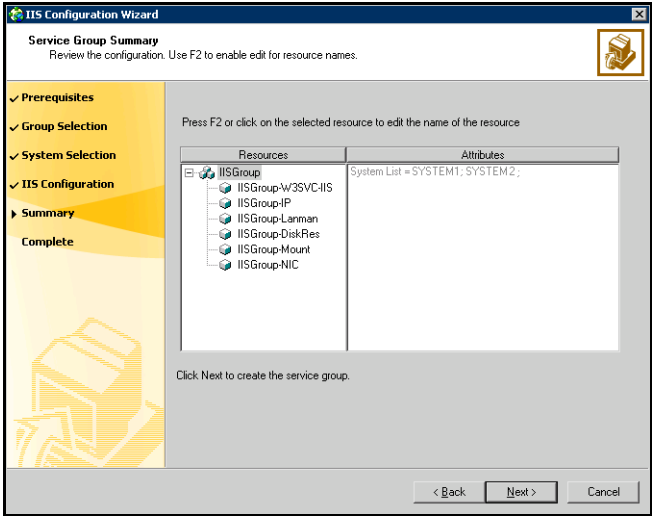 IIS Configuration Wizard
Service Group Summary
Review the configuration. Use F2 to enable edit for resource names.
Prerequisites
Group Selection
System Selection
IIS Configuration
Summary
Complete
Press F2 or click on the selected resource to edit the name of the resource
Resources Attributes
IISGroup System List = SYSTEM1; SYSTEM2 ;
IISGroup-W3SVC-IIS
IISGroup-IP
IISGroup-Lanman
IISGroup-DiskRes
IISGroup-Mount
IISGroup-NIC
Click Next to create the service group.
< Back Next > Cancel